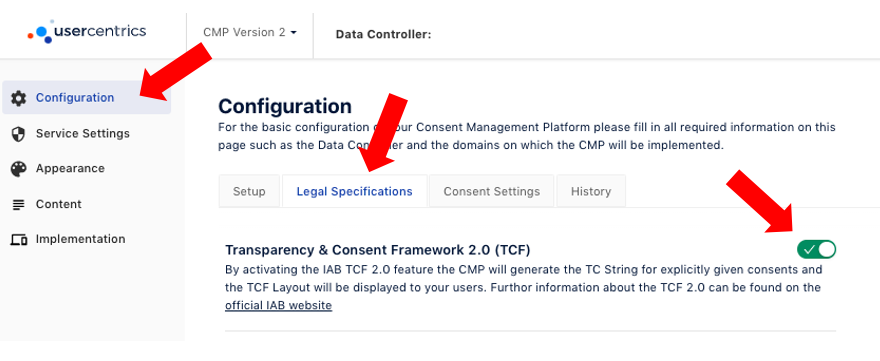 usercentrics
CMP Version 2
Data Controller:
Configuration
Service Settings
Appearance
Content
Implementation
Configuration
For the basic configuration of your Consent Management Platform please fill in all required information on this
page such as the Data Controller and the domains on which the CMP will be implemented.
Setup
Legal Specifications
Consent Settings
History
Transparency & Consent Framework 2.0 (TCF)
By activating the IAB TCF 2.0 feature the CMP will generate the TC String for explicitly given consents and
the TCF Layout will be displayed to your users. Furthor information about the TCF 2.0 can be found on the
official IAB website